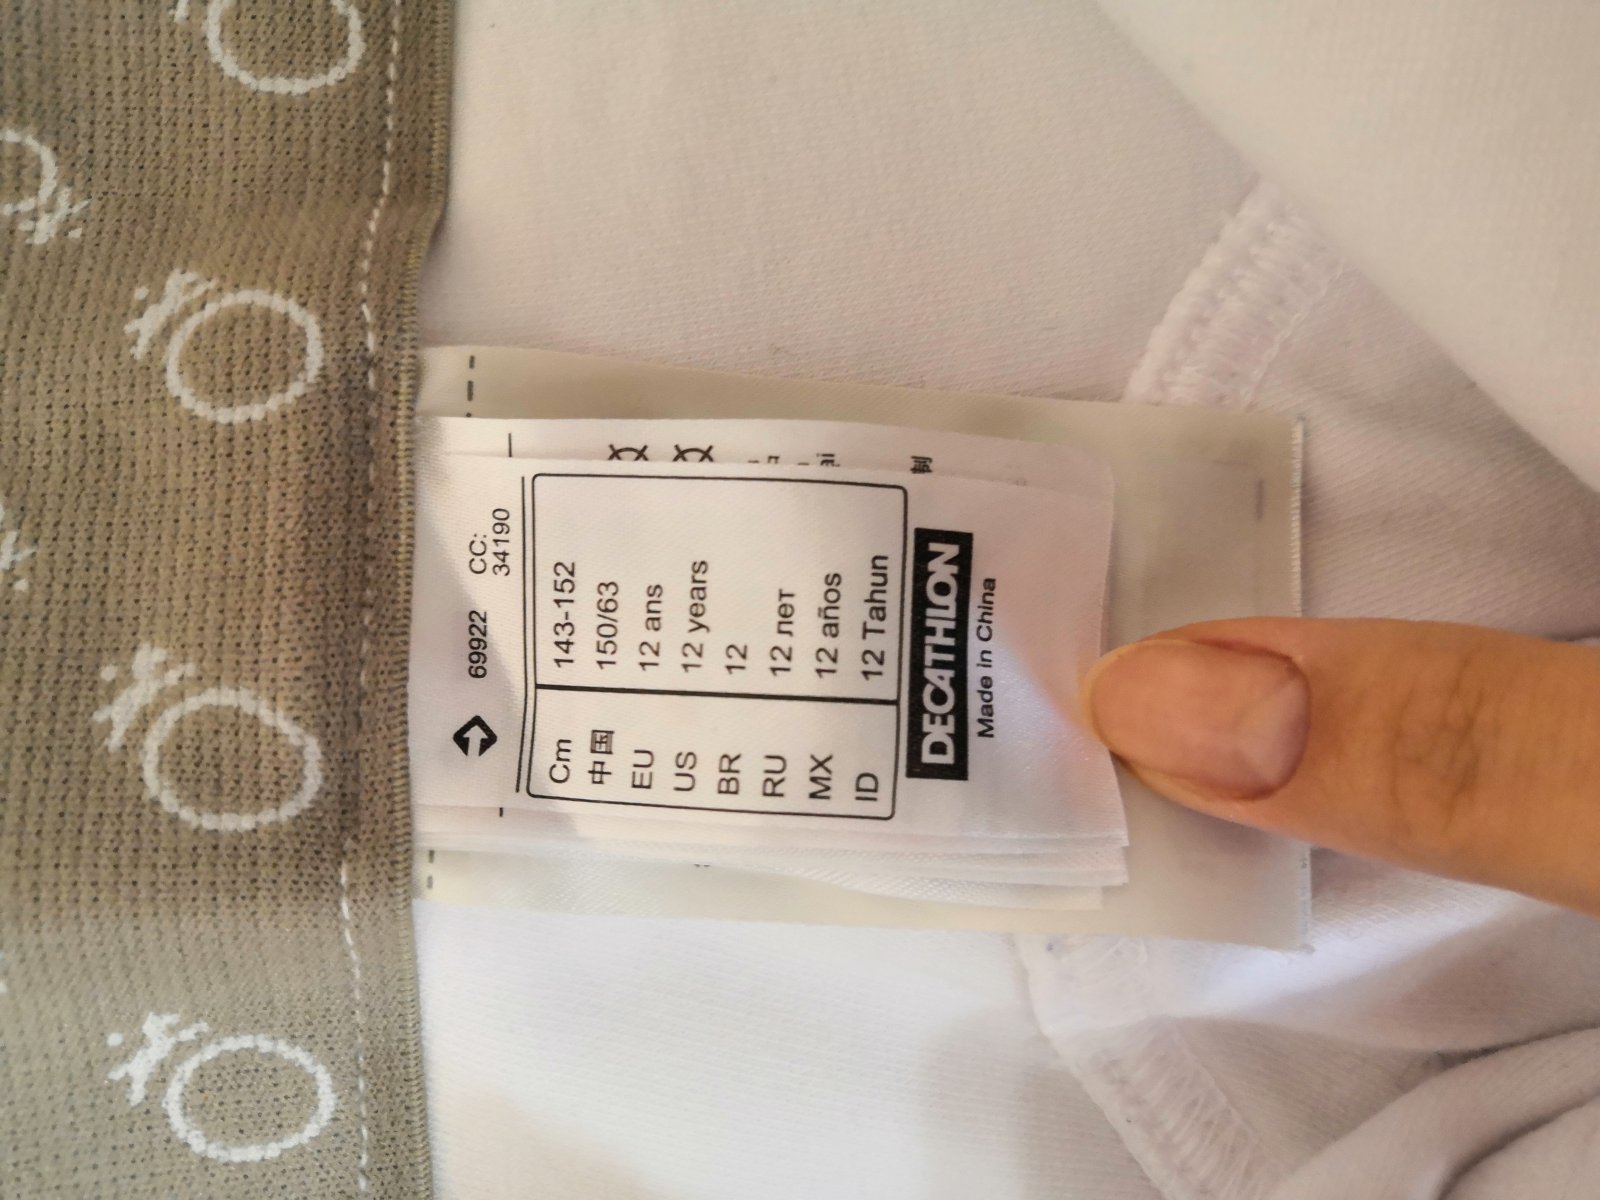 69922 CC:
34190
Cm 143-152
中国 150/63
EU 12 ans
US 12 years
BR 12
RU 12 лет
MX 12 años
ID 12 Tahun
DECATHLON
Made in China
制